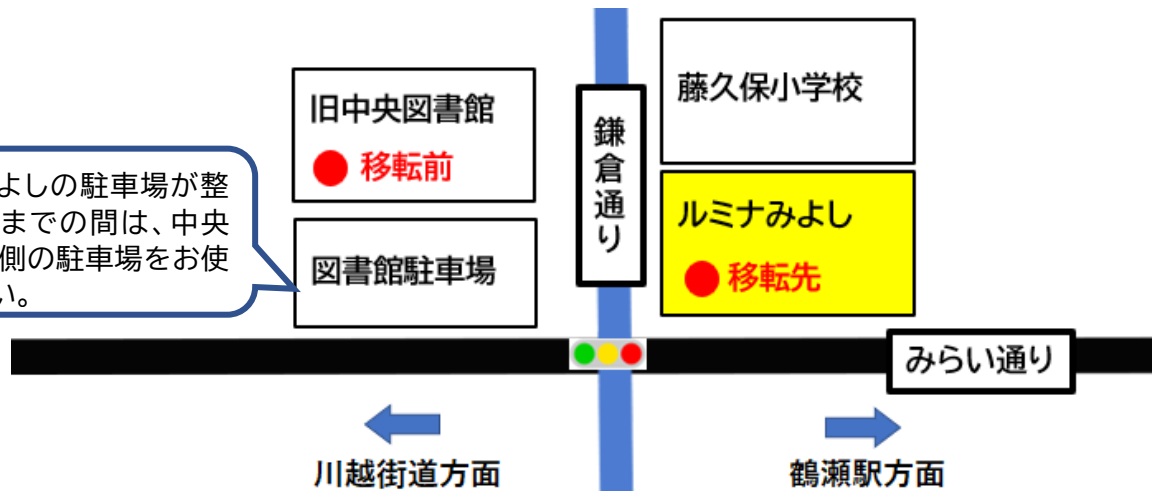 旧中央図書館
移転前
よしの駐車場が整
までの間は、中央
側の駐車場をお使
い。
図書館駐車場
鎌倉通り
藤久保小学校
ルミナみよし
移転先
みらい通り
川越街道方面
鶴瀬駅方面